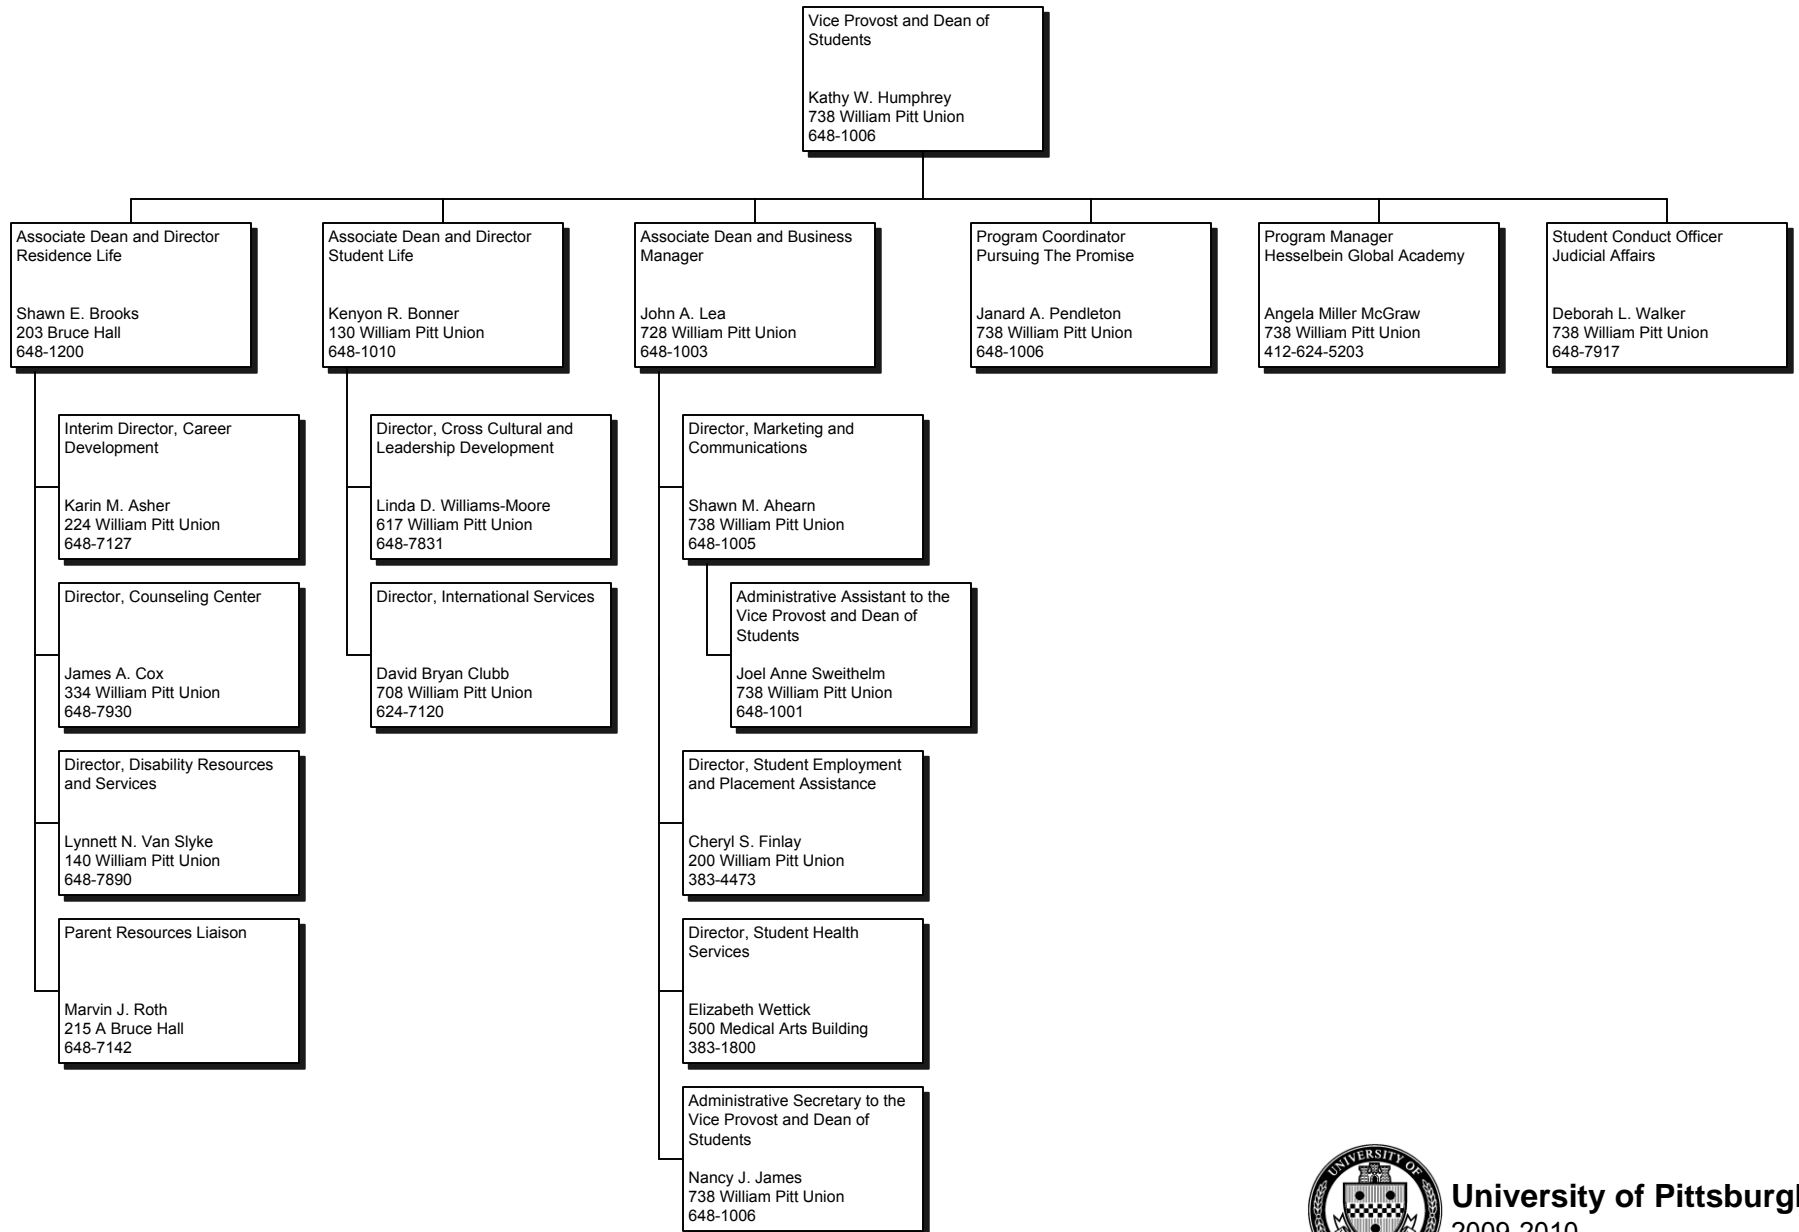 Vice Provost and Dean of
Students
Kathy W. Humphrey
738 William Pitt Union
648-1006
Associate Dean and Director
Residence Life
Shawn E. Brooks
203 Bruce Hall
648-1200
Associate Dean and Director
Student Life
Kenyon R. Bonner
130 William Pitt Union
648-1010
Associate Dean and Business
Manager
John A. Lea
728 William Pitt Union
648-1003
Program Coordinator
Pursuing The Promise
Janard A. Pendleton
738 William Pitt Union
648-1006
Program Manager
Hesselbein Global Academy
Angela Miller McGraw
738 William Pitt Union
412-624-5203
Student Conduct Officer
Judicial Affairs
Deborah L. Walker
738 William Pitt Union
648-7917
Interim Director, Career
Development
Karin M. Asher
224 William Pitt Union
648-7127
Director, Counseling Center
James A. Cox
334 William Pitt Union
648-7930
Director, Disability Resources
and Services
Lynnett N. Van Slyke
140 William Pitt Union
648-7890
Parent Resources Liaison
Marvin J. Roth
215 A Bruce Hall
648-7142
Director, Cross Cultural and
Leadership Development
Linda D. Williams-Moore
617 William Pitt Union
648-7831
Director, International Services
David Bryan Clubb
708 William Pitt Union
624-7120
Director, Marketing and
Communications
Shawn M. Ahearn
738 William Pitt Union
648-1005
Administrative Assistant to the
Vice Provost and Dean of
Students
Joel Anne Sweithelm
738 William Pitt Union
648-1001
Director, Student Employment
and Placement Assistance
Cheryl S. Finlay
200 William Pitt Union
383-4473
Director, Student Health
Services
Elizabeth Wettick
500 Medical Arts Building
383-1800
Administrative Secretary to the
Vice Provost and Dean of
Students
Nancy J. James
738 William Pitt Union
648-1006
UNIVERSITY OF
University of Pittsburgh
2009-2010